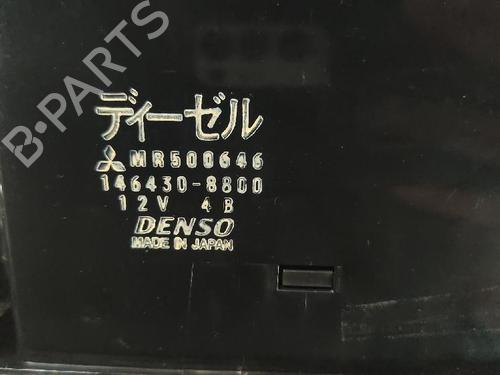 B-PARTS
ディーゼル
MR500646
146430-8800
12V 4B
DENSO
MADE IN JAPAN